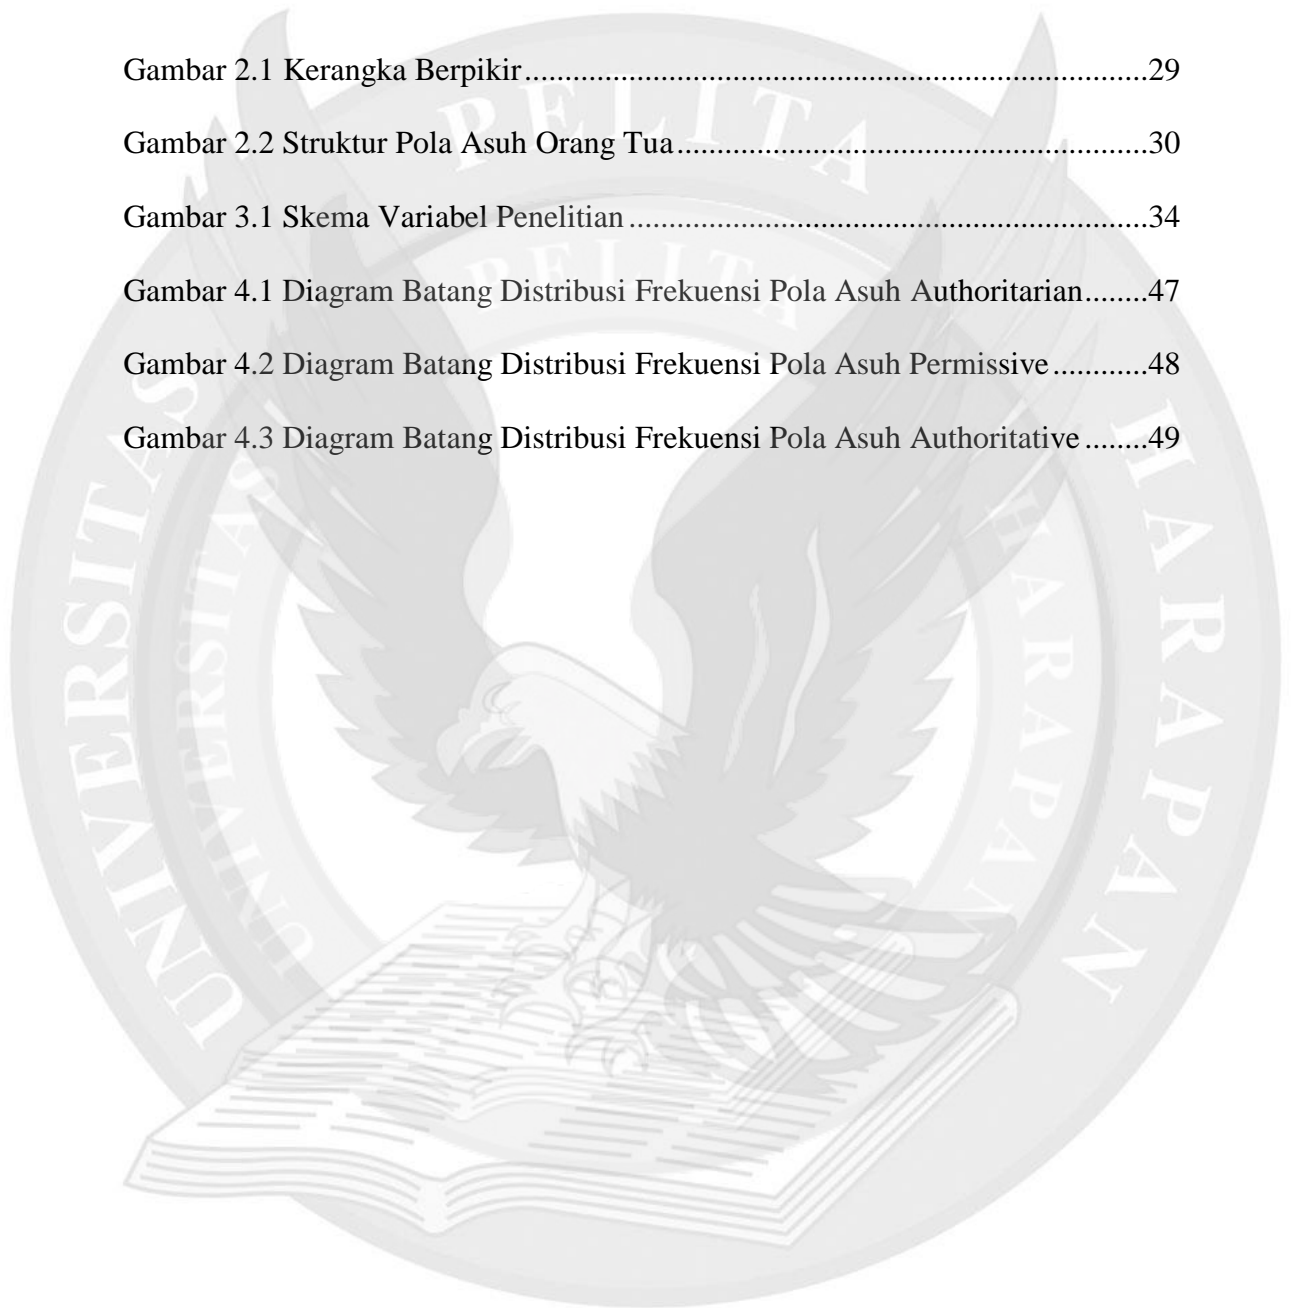 Gambar 2.1 Kerangka Berpikir.............................................................................29
Gambar 2.2 Struktur Pola Asuh Orang Tua..........................................................30
Gambar 3.1 Skema Variabel Penelitian ................................................................34
Gambar 4.1 Diagram Batang Distribusi Frekuensi Pola Asuh Authoritarian........47
Gambar 4.2 Diagram Batang Distribusi Frekuensi Pola Asuh Permissive............48
Gambar 4.3 Diagram Batang Distribusi Frekuensi Pola Asuh Authoritative ........49
UNIVERSITAS PELITA HARAPAN
UNIVERSITAS PELITA HARAPAN